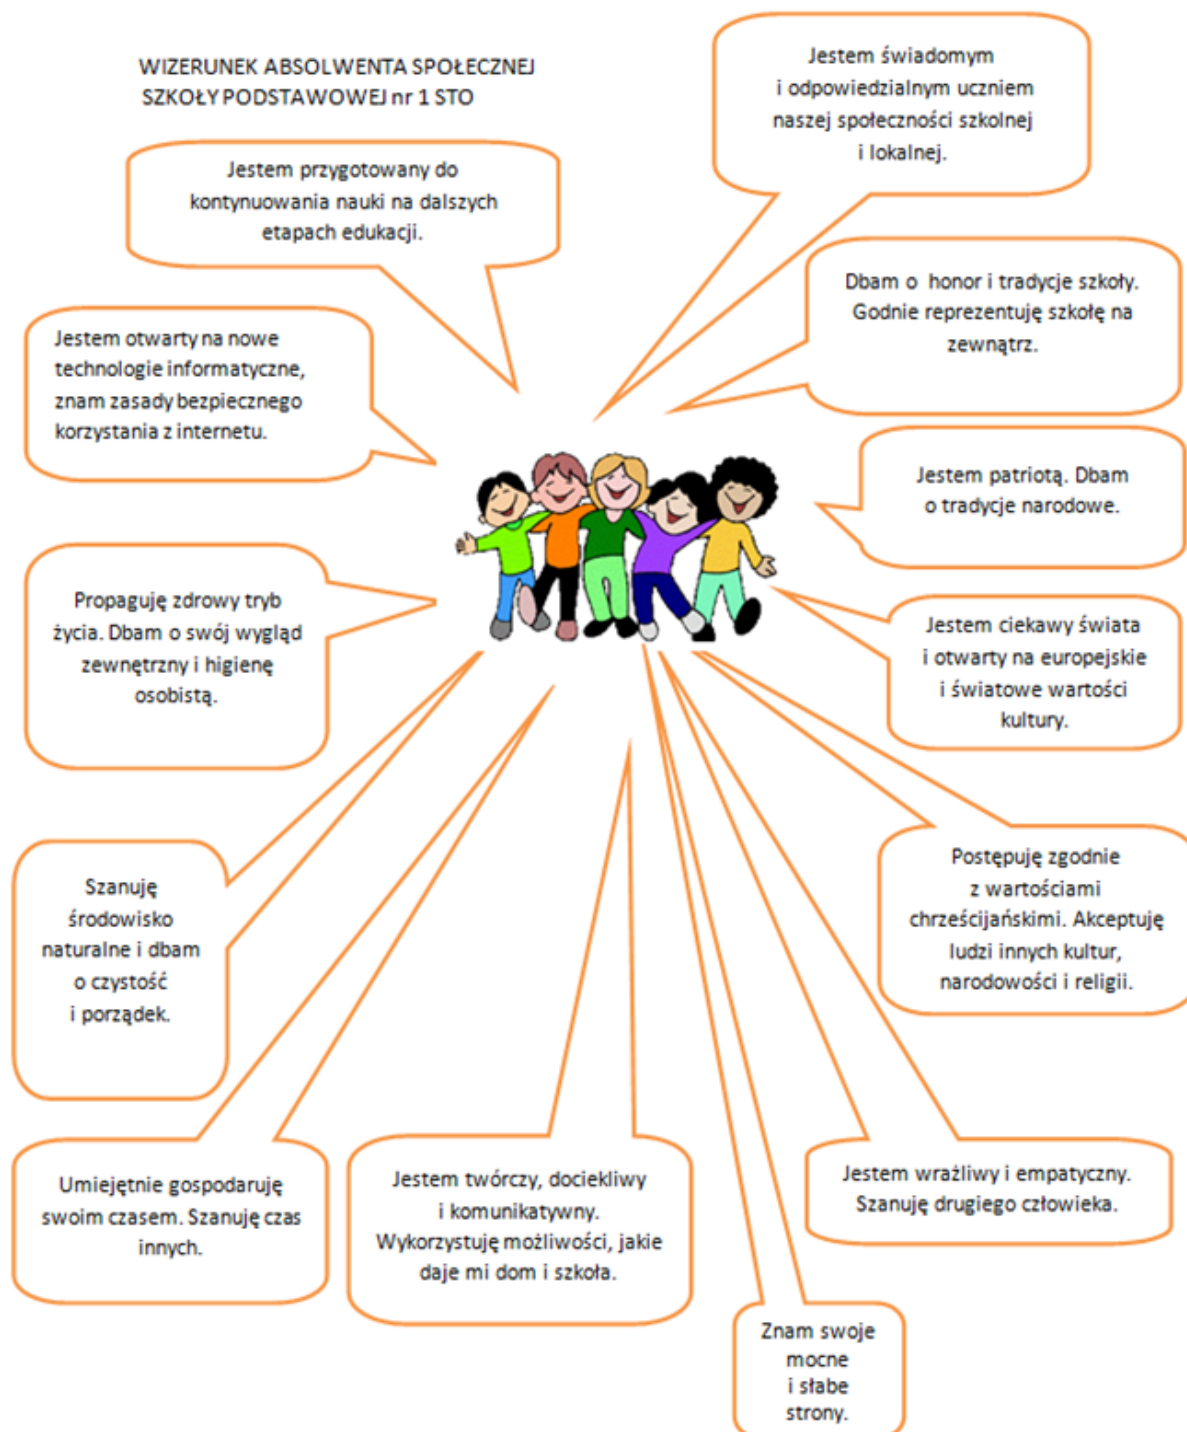 WIZERUNEK ABSOLWENTA SPOŁECZNEJ
SZKOŁY PODSTAWOWEJ nr 1 STO
Jestem świadomym
i odpowiedzialnym uczniem
naszej społeczności szkolnej
i lokalnej.
Jestem przygotowany do
kontynuowania nauki na dalszych
etapach edukacji.
Dbam o honor i tradycje szkoły.
Godnie reprezentuję szkołę na
zewnątrz.
Jestem otwarty na nowe
technologie informatyczne,
znam zasady bezpiecznego
korzystania z internetu.
Jestem patriotą. Dbam
o tradycje narodowe.
Propaguję zdrowy tryb
życia. Dbam o swój wygląd
zewnętrzny i higienę
osobistą.
Jestem ciekawy świata
i otwarty na europejskie
i światowe wartości
kultury.
Szanuję
środowisko
naturalne i dbam
o czystość
i porządek.
Postępuję zgodnie
z wartościami
chrześcijańskimi. Akceptuję
ludzi innych kultur,
narodowości i religii.
Umiejętnie gospodaruję
swoim czasem. Szanuję czas
innych.
Jestem twórczy, dociekliwy
i komunikatywny.
Wykorzystuję możliwości, jakie
daje mi dom i szkoła.
Jestem wrażliwy i empatyczny.
Szanuję drugiego człowieka.
Znam swoje
mocne
i słabe
strony.